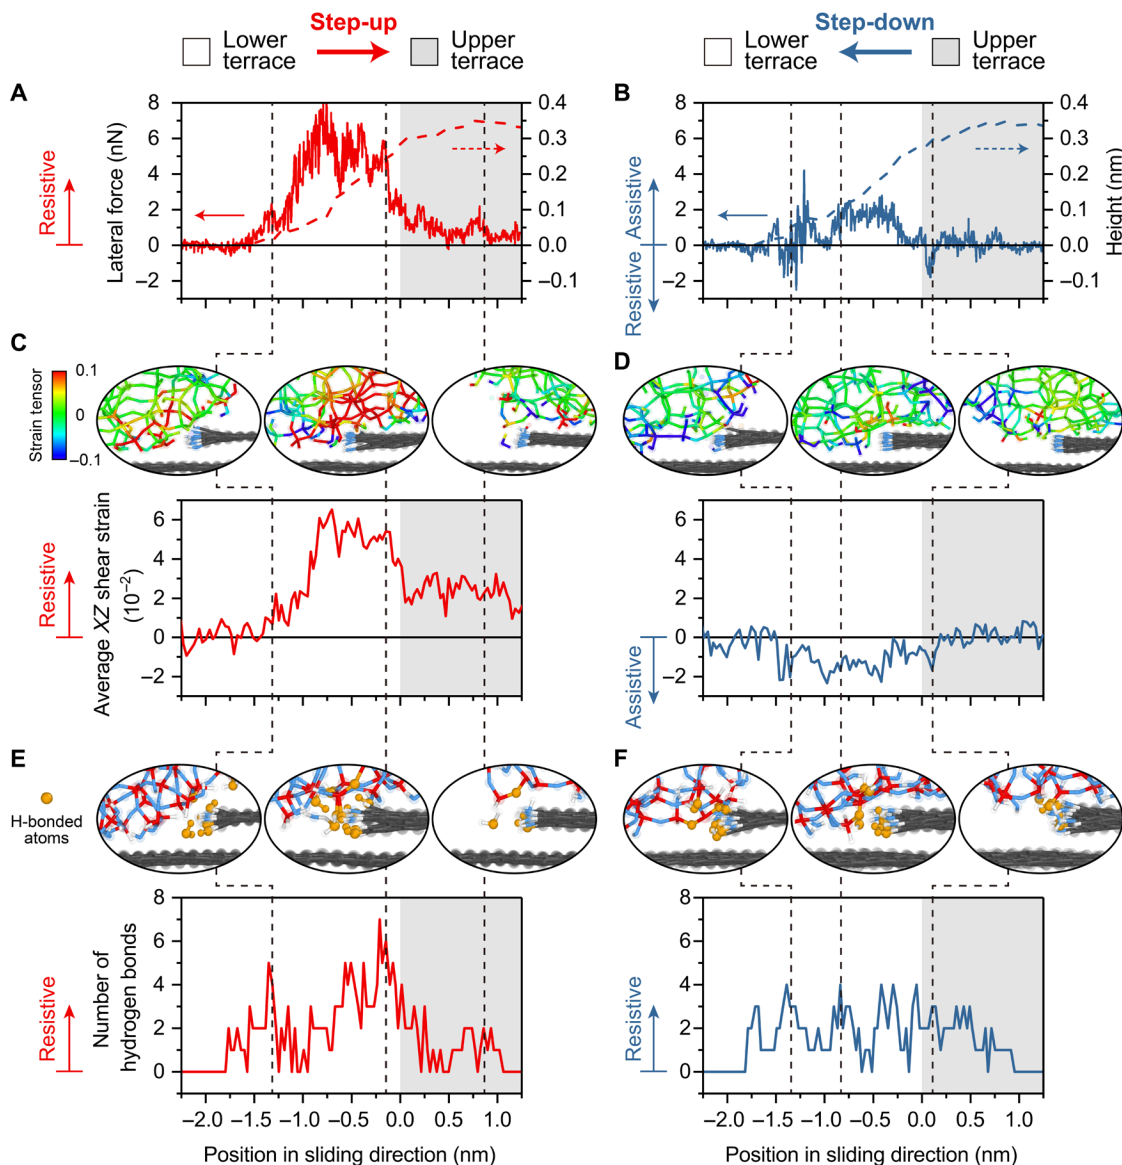 Step-up
Lower terrace
Upper terrace
Step-down
Lower terrace
Upper terrace
A
Resistive
Lateral force (nN)
8
6
4
2
0
−2
0.4
0.3
0.2
0.1
0.0
−0.1
B
Assistive
Resistive
8
6
4
2
0
−2
0.4
0.3
0.2
0.1
0.0
−0.1
Height (nm)
C
Strain tensor
0.1
0
−0.1
D
Resistive
Average XZ shear strain
(10⁻²)
6
4
2
0
−2
Assistive
6
4
2
0
−2
E
H-bonded
atoms
F
Resistive
Number of
hydrogen bonds
8
6
4
2
0
−2.0 −1.5 −1.0 −0.5 0.0 0.5 1.0
Position in sliding direction (nm)
Resistive
8
6
4
2
0
−2.0 −1.5 −1.0 −0.5 0.0 0.5 1.0
Position in sliding direction (nm)